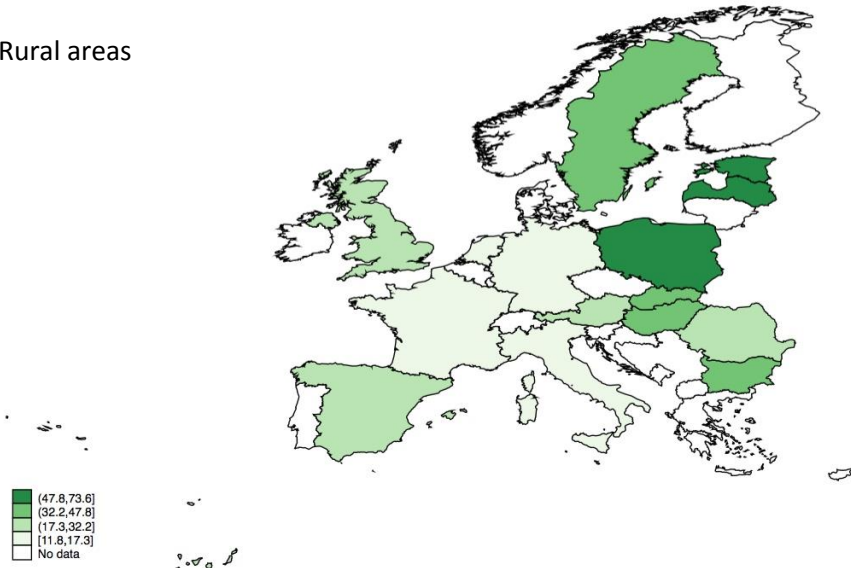 Rural areas
(47.8,73.6]
(32.2,47.8]
(17.3,32.2]
[11.8,17.3]
No data